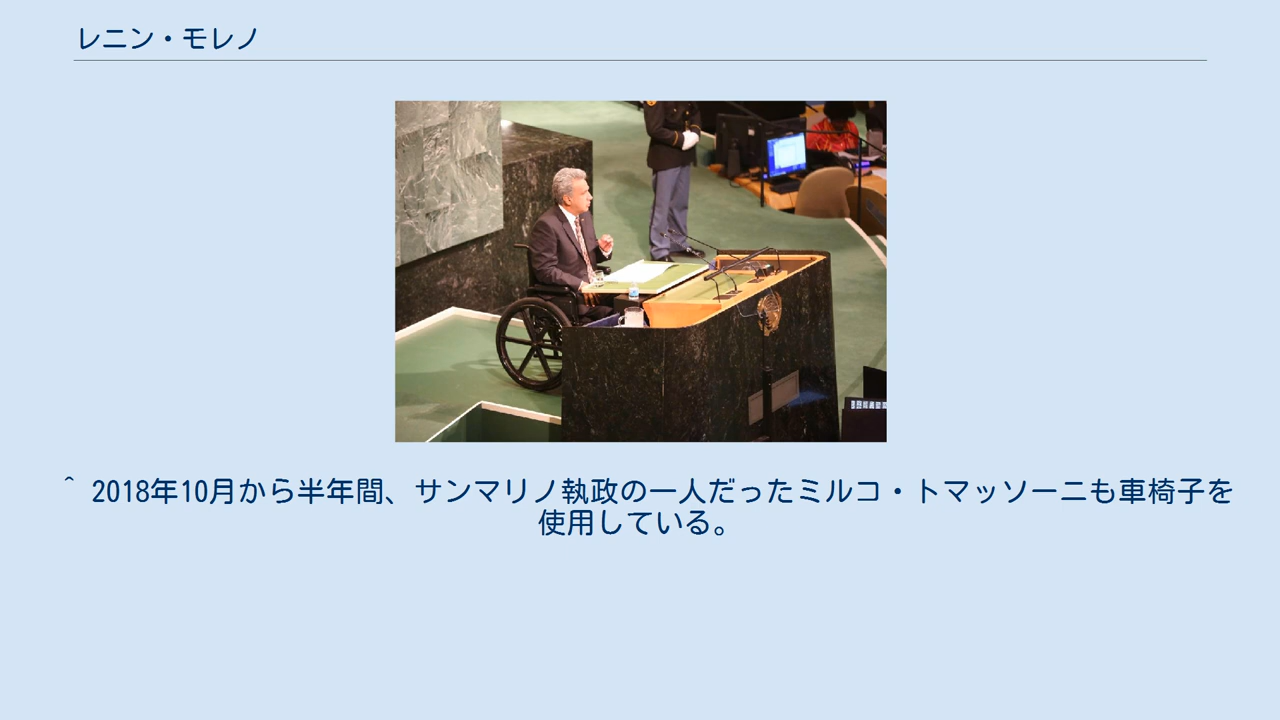 レニン・モレノ
^ 2018年10月から半年間、サンマリノ執政の一人だったミルコ・トマッソーニも車椅子を
使用している。